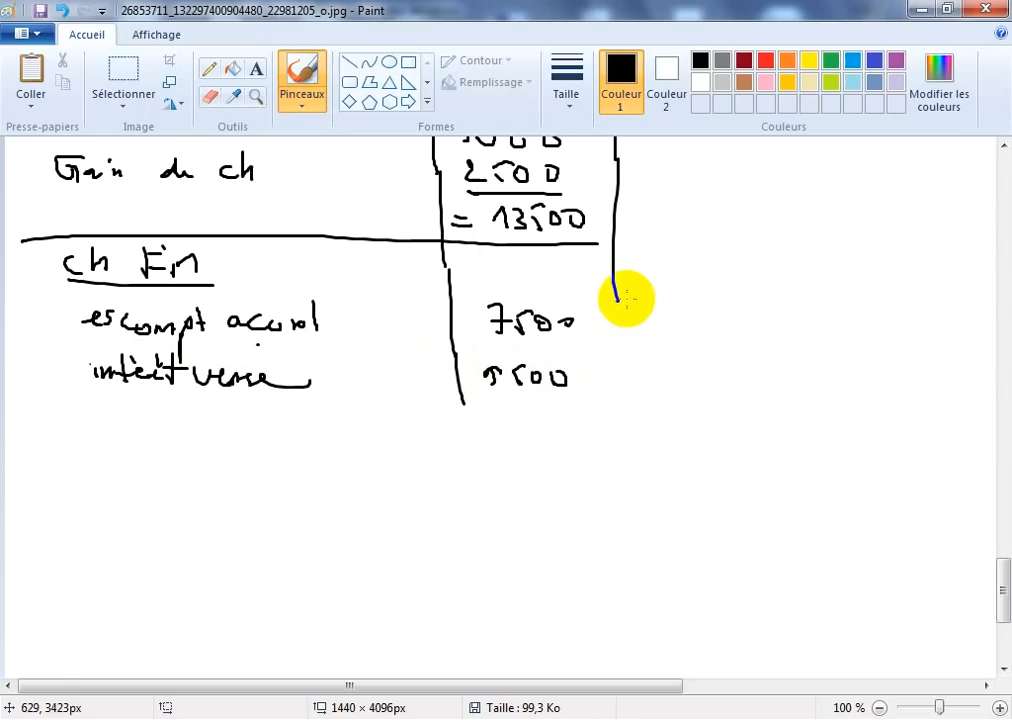 26853711_132297400904480_22981205_o.jpg - Paint
Accueil Affichage
Coller
Sélectionner
Pinceaux
Contour
Remplissage
Taille
Couleur 1
Couleur 2
Modifier les couleurs
Presse-papiers
Image
Outils
Formes
Couleurs
Gain de ch 2500
= 13500
ch Fin
escompt accord 7500
intérêt verse 500
629, 3423px
1440 × 4096px
Taille : 99,3 Ko
100 %